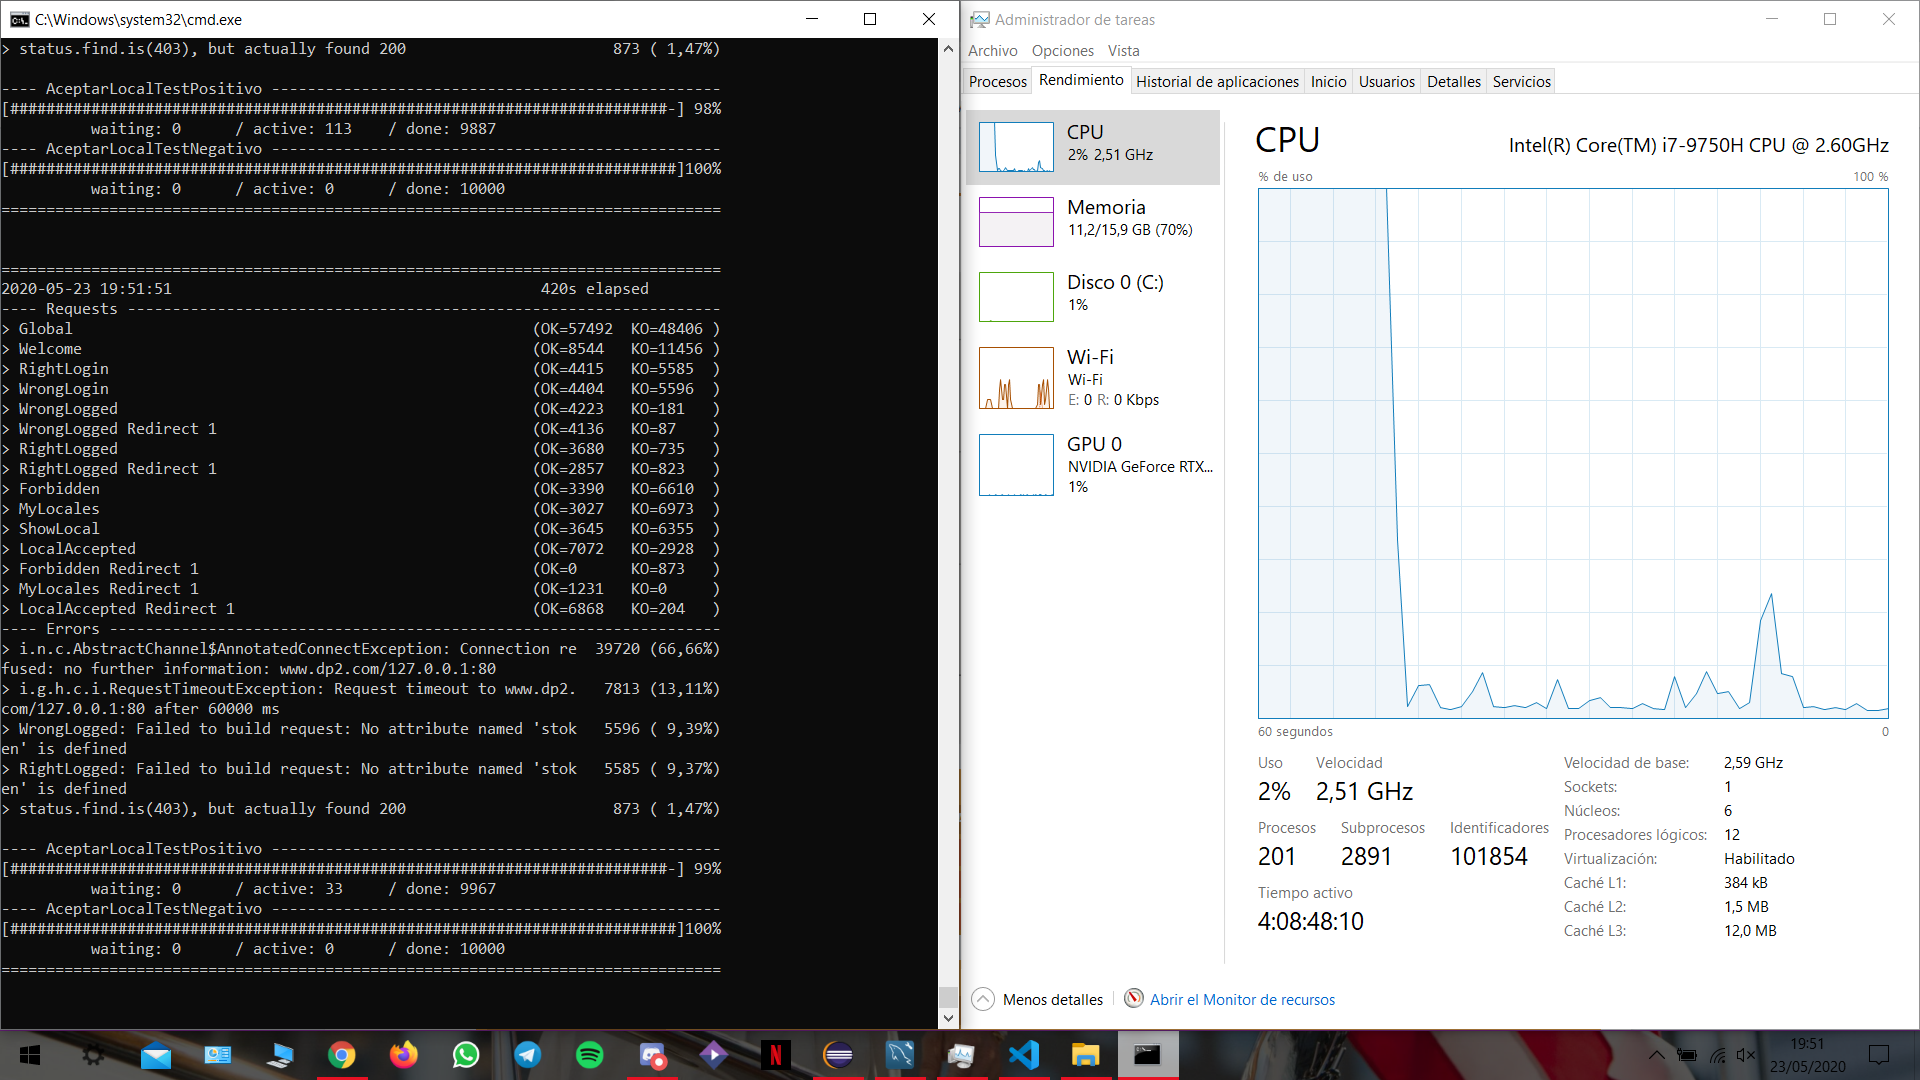 C:\Windows\system32\cmd.exe
> status.find.is(403), but actually found 200 873 ( 1,47%)
---- AceptarLocalTestPositivo --------------------------------------------------
[#########################################################################-] 98%
waiting: 0 / active: 113 / done: 9887
---- AceptarLocalTestNegativo --------------------------------------------------
[##########################################################################]100%
waiting: 0 / active: 0 / done: 10000
================================================================================
================================================================================
2020-05-23 19:51:51 420s elapsed
---- Requests ------------------------------------------------------------------
> Global (OK=57492 KO=48406 )
> Welcome (OK=8544 KO=11456 )
> RightLogin (OK=4415 KO=5585 )
> WrongLogin (OK=4404 KO=5596 )
> WrongLogged (OK=4223 KO=181 )
> WrongLogged Redirect 1 (OK=4136 KO=87 )
> RightLogged (OK=3680 KO=735 )
> RightLogged Redirect 1 (OK=2857 KO=823 )
> Forbidden (OK=3390 KO=6610 )
> MyLocales (OK=3027 KO=6973 )
> ShowLocal (OK=3645 KO=6355 )
> LocalAccepted (OK=7072 KO=2928 )
> Forbidden Redirect 1 (OK=0 KO=873 )
> MyLocales Redirect 1 (OK=1231 KO=0 )
> LocalAccepted Redirect 1 (OK=6868 KO=204 )
---- Errors --------------------------------------------------------------------
> i.n.c.AbstractChannel$AnnotatedConnectException: Connection re 39720 (66,66%)
fused: no further information: www.dp2.com/127.0.0.1:80
> i.g.h.c.i.RequestTimeoutException: Request timeout to www.dp2. 7813 (13,11%)
com/127.0.0.1:80 after 60000 ms
> WrongLogged: Failed to build request: No attribute named 'stok 5596 ( 9,39%)
en' is defined
> RightLogged: Failed to build request: No attribute named 'stok 5585 ( 9,37%)
en' is defined
> status.find.is(403), but actually found 200 873 ( 1,47%)
---- AceptarLocalTestPositivo --------------------------------------------------
[#########################################################################-] 99%
waiting: 0 / active: 33 / done: 9967
---- AceptarLocalTestNegativo --------------------------------------------------
[##########################################################################]100%
waiting: 0 / active: 0 / done: 10000
================================================================================
Administrador de tareas
Archivo Opciones Vista
Procesos Rendimiento Historial de aplicaciones Inicio Usuarios Detalles Servicios
CPU
2% 2,51 GHz
Memoria
11,2/15,9 GB (70%)
Disco 0 (C:)
1%
Wi-Fi
Wi-Fi
E: 0 R: 0 Kbps
GPU 0
NVIDIA GeForce RTX...
1%
CPU Intel(R) Core(TM) i7-9750H CPU @ 2.60GHz
% de uso 100 %
60 segundos 0
Uso Velocidad
2% 2,51 GHz
Procesos Subprocesos Identificadores
201 2891 101854
Tiempo activo
4:08:48:10
Velocidad de base: 2,59 GHz
Sockets: 1
Núcleos: 6
Procesadores lógicos: 12
Virtualización: Habilitado
Caché L1: 384 kB
Caché L2: 1,5 MB
Caché L3: 12,0 MB
Menos detalles Abrir el Monitor de recursos
19:51
23/05/2020